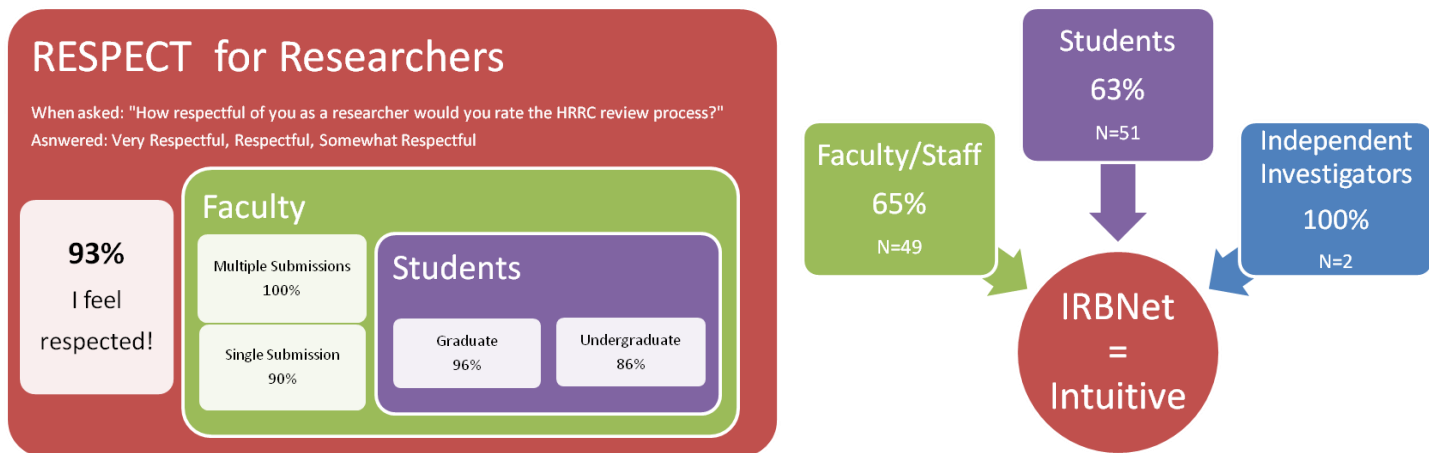 RESPECT for Researchers
When asked: "How respectful of you as a researcher would you rate the HRRC review process?"
Asnwered: Very Respectful, Respectful, Somewhat Respectful
93%
I feel
respected!
Faculty
Multiple Submissions
100%
Single Submission
90%
Students
Graduate
96%
Undergraduate
86%
Students
63%
N=51
Faculty/Staff
65%
N=49
Independent
Investigators
100%
N=2
IRBNet
=
Intuitive